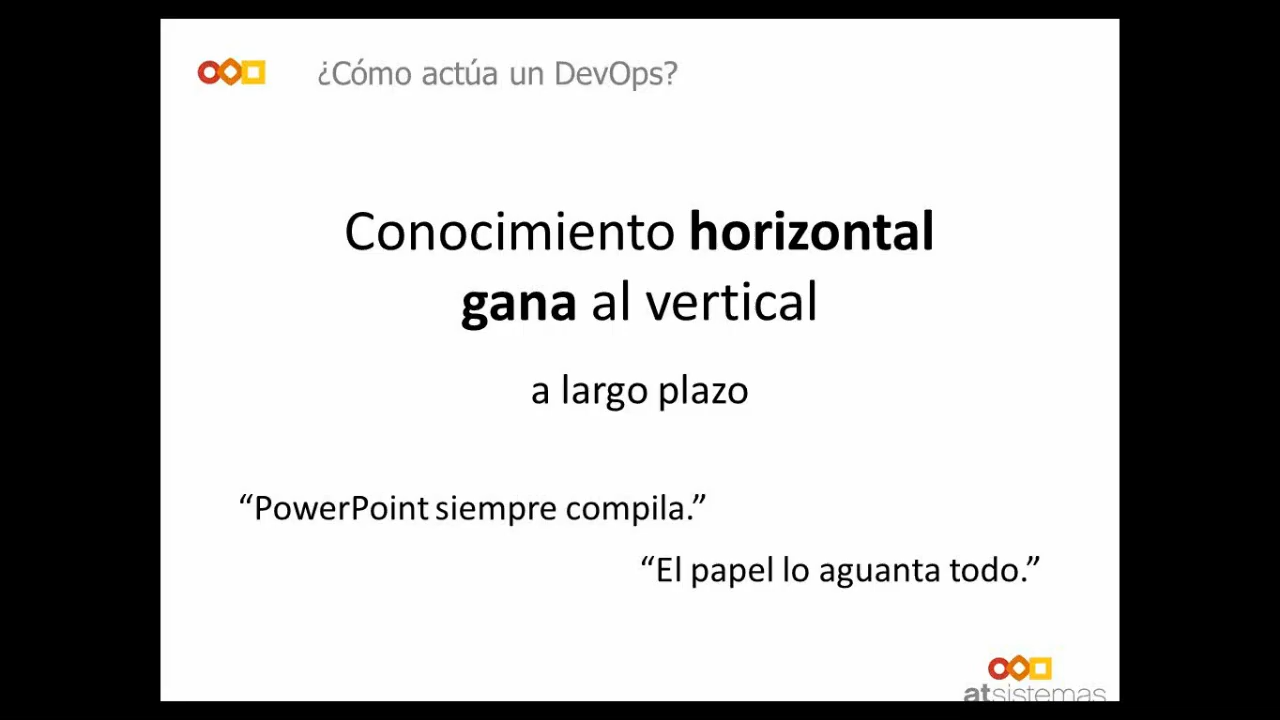 ¿Cómo actúa un DevOps?
Conocimiento horizontal
gana al vertical
a largo plazo
“PowerPoint siempre compila.”
“El papel lo aguanta todo.”
atsistemas